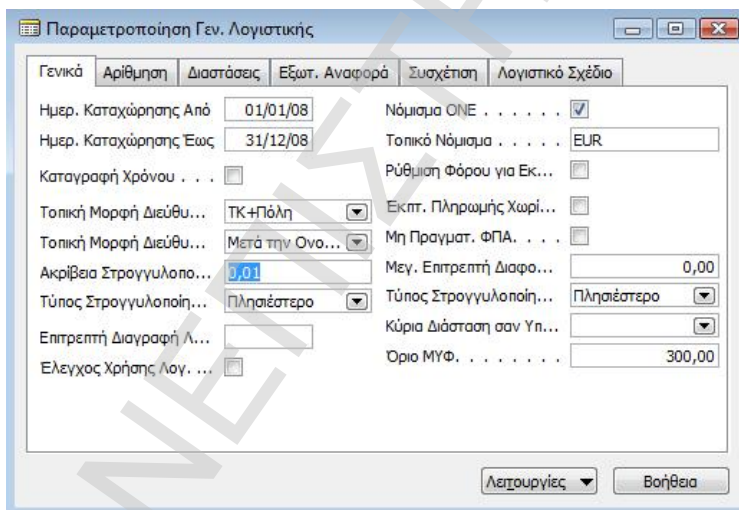 Παραμετροποίηση Γεν. Λογιστικής
Γενικά Αρίθμηση Διαστάσεις Εξωτ. Αναφορά Συσχέτιση Λογιστικό Σχέδιο
Ημερ. Καταχώρησης Από 01/01/08
Ημερ. Καταχώρησης Έως 31/12/08
Καταγραφή Χρόνου . . .
Τοπική Μορφή Διεύθυ... ΤΚ+Πόλη
Τοπική Μορφή Διεύθυ... Μετά την Ονο...
Ακρίβεια Στρογγυλοπο... 0,01
Τύπος Στρογγυλοποίη... Πλησιέστερο
Επιτρεπτή Διαγραφή Λ...
Έλεγχος Χρήσης Λογ. ...
Νόμισμα ΟΝΕ . . . . . .
Τοπικό Νόμισμα . . . . . EUR
Ρύθμιση Φόρου για Εκ...
Έκπτ. Πληρωμής Χωρί...
Μη Πραγματ. ΦΠΑ. . . . .
Μεγ. Επιτρεπτή Διαφο... 0,00
Τύπος Στρογγυλοποίη... Πλησιέστερο
Κύρια Διάσταση σαν Υπ...
Όριο ΜΥΦ. . . . . . . . 300,00
Λειτουργίες Βοήθεια